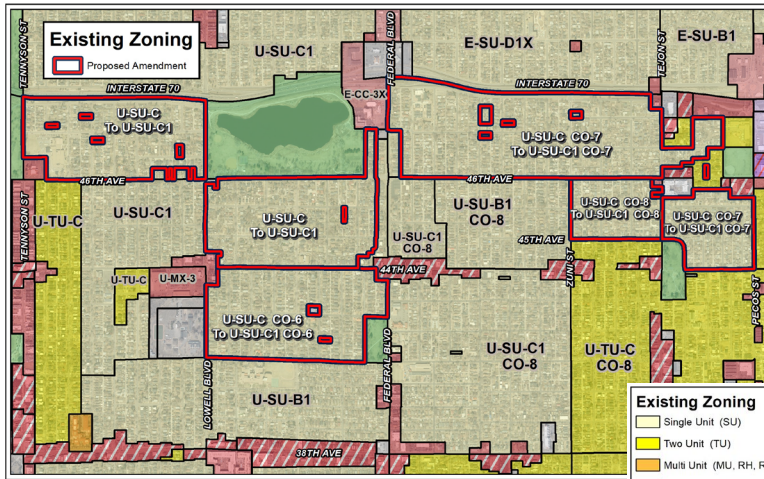 Existing Zoning
Proposed Amendment
TENNYSON ST
INTERSTATE 70
U-SU-C1
FEDERAL BLVD
E-SU-D1X
TEJON ST
E-SU-B1
E-CC-3X
INTERSTATE 70
U-SU-C
To U-SU-C1
U-SU-C CO-7
To U-SU-C1 CO-7
46TH AVE
46TH AVE
U-TU-C
U-SU-C1
U-SU-C
To U-SU-C1
U-SU-C1
CO-8
U-SU-B1
CO-8
U-SU-C CO-8
To U-SU-C1 CO-8
U-SU-C CO-7
To U-SU-C1 CO-7
TENNYSON ST
45TH AVE
ZUNI ST
PECOS ST
44TH AVE
U-TU-C
U-MX-3
U-SU-C CO-6
To U-SU-C1 CO-6
U-SU-C1
CO-8
U-TU-C
CO-8
LOWELL BLVD
FEDERAL BLVD
U-SU-B1
38TH AVE
Existing Zoning
Single Unit (SU)
Two Unit (TU)
Multi Unit (MU, RH, R